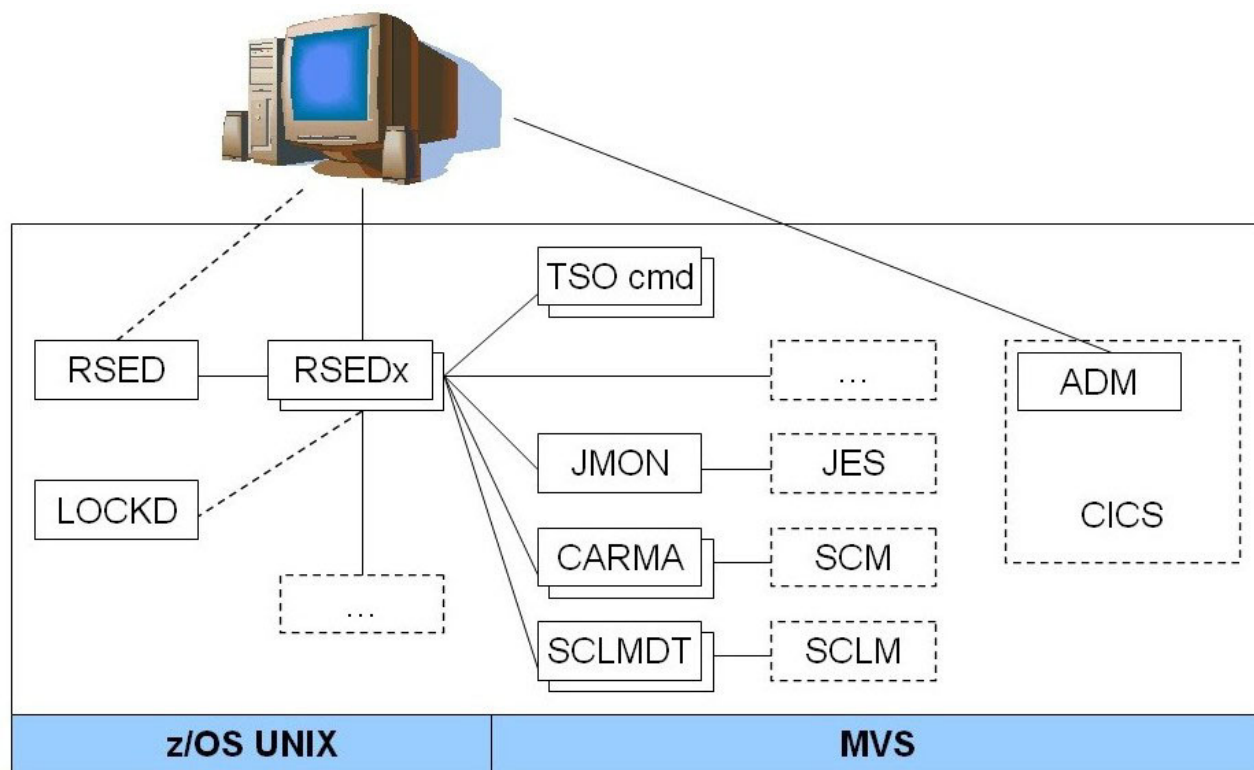 TSO cmd
RSED
RSEDx
...
ADM
LOCKD
JMON
JES
CICS
CARMA
SCM
...
SCLMDT
SCLM
z/OS UNIX
MVS